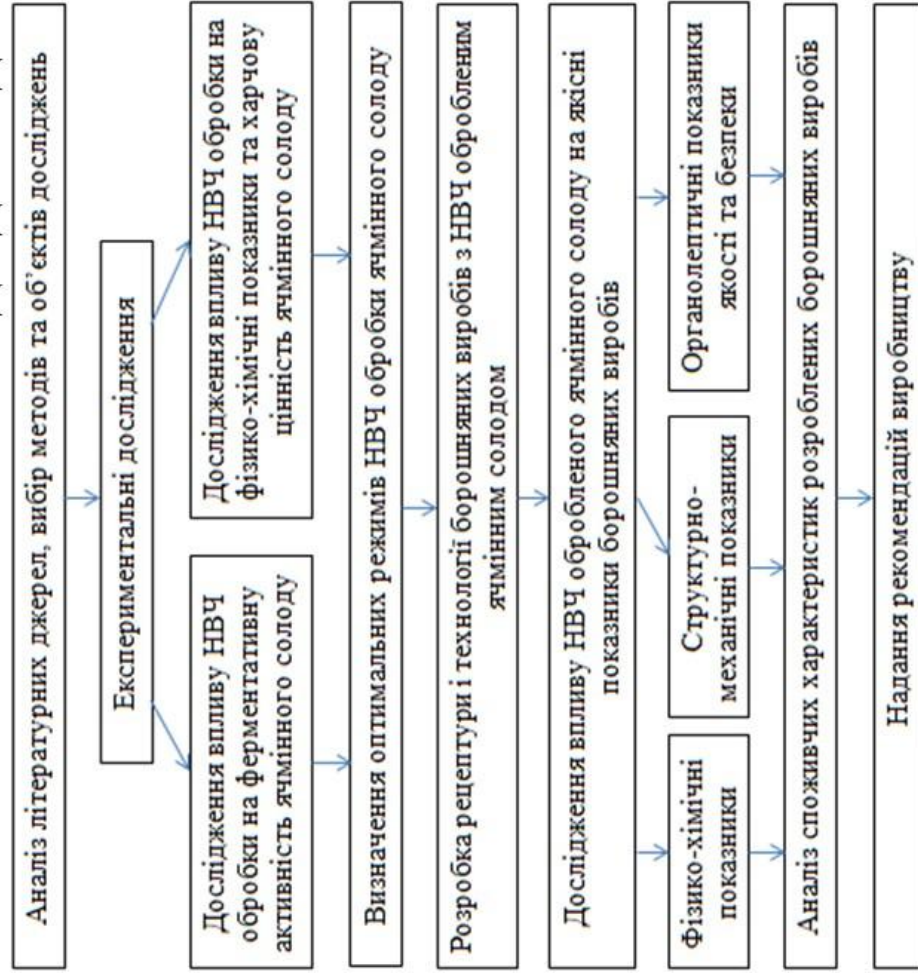 Аналіз літературних джерел, вибір методів та об’єктів досліджень
Експериментальні дослідження
Дослідження впливу НВЧ
обробки на ферментативну
активність ячмінного солоду
Дослідження впливу НВЧ обробки на
фізико-хімічні показники та харчову
цінність ячмінного солоду
Визначення оптимальних режимів НВЧ обробки ячмінного солоду
Розробка рецептури і технології борошняних виробів з НВЧ обробленим
ячмінним солодом
Дослідження впливу НВЧ обробленого ячмінного солоду на якісні
показники борошняних виробів
Фізико-хімічні
показники
Структурно-
механічні показники
Органолептичні показники
якості та безпеки
Аналіз споживчих характеристик розроблених борошняних виробів
Надання рекомендацій виробництву